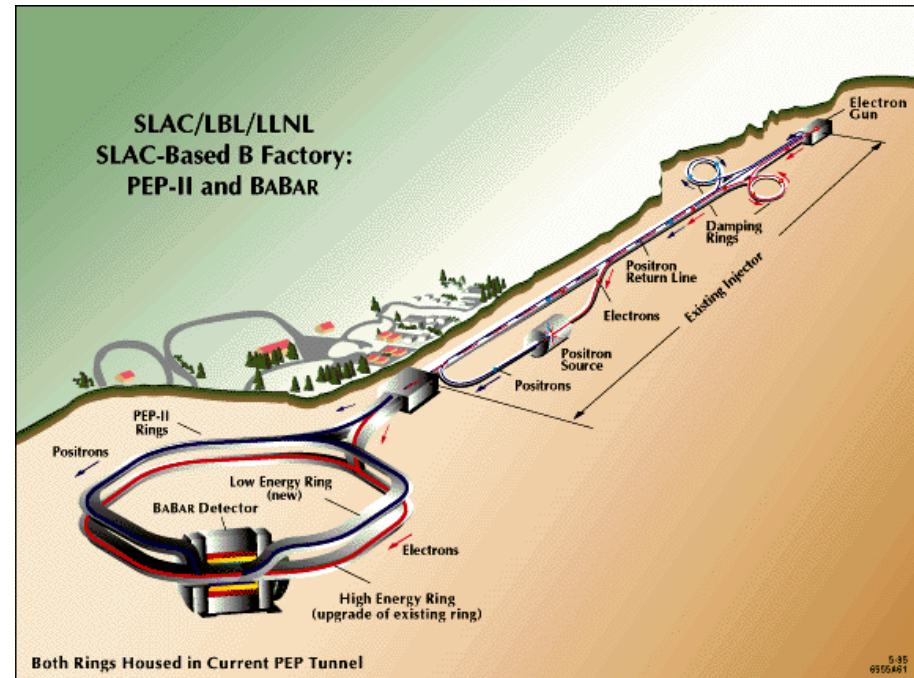 SLAC/LBL/LLNL
SLAC-Based B Factory:
PEP-II and BABAR
Electron
Gun
Damping
Rings
Positron
Return Line
Existing Injector
Electrons
Positron
Source
Positrons
PEP-II
Rings
Positrons
Low Energy Ring
(new)
BABAR Detector
Electrons
High Energy Ring
(upgrade of existing ring)
Both Rings Housed in Current PEP Tunnel
5-95
6955A61